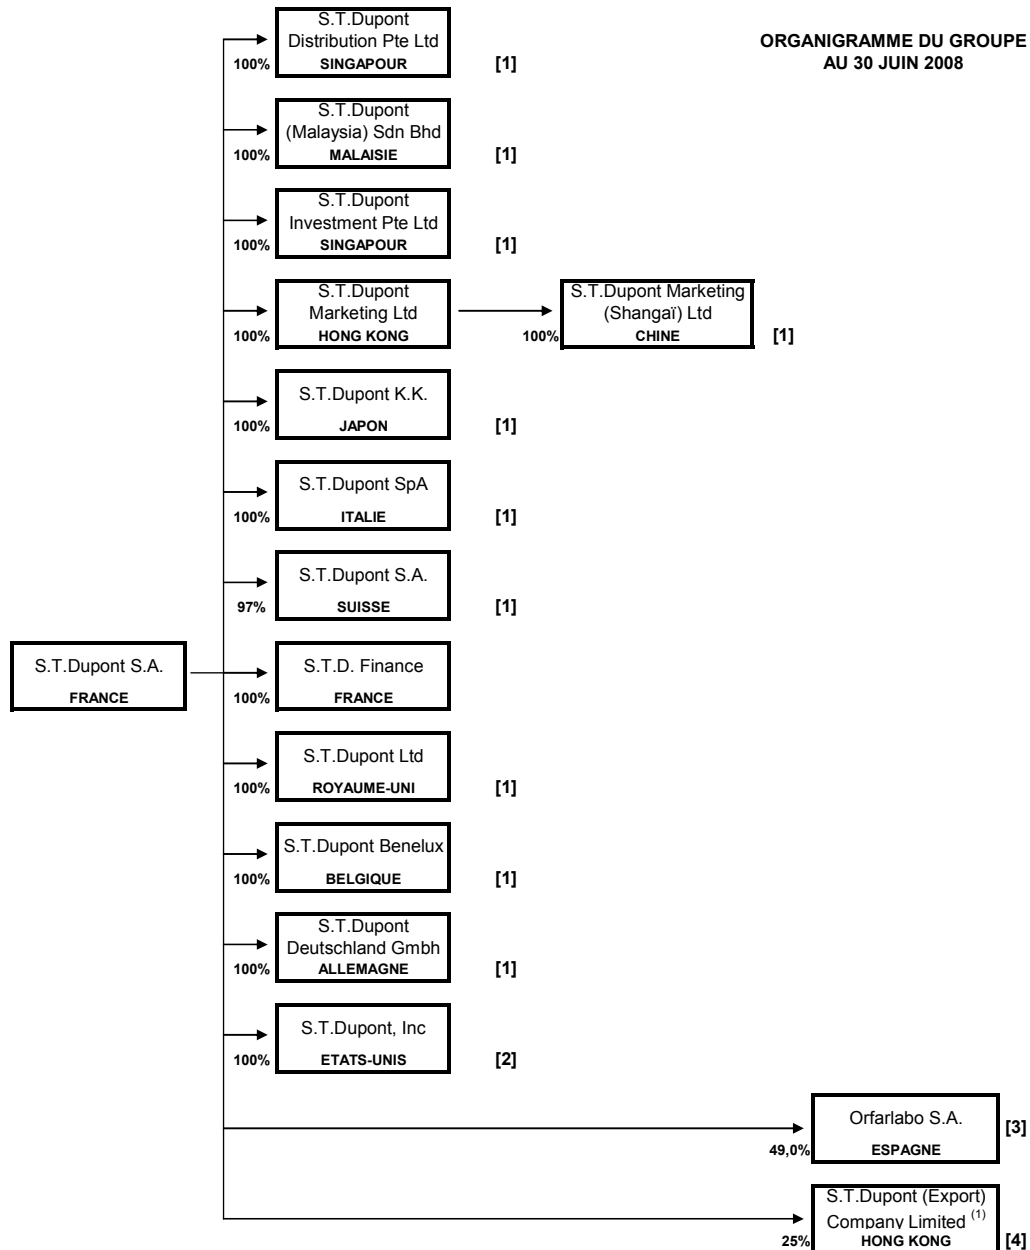 ORGANIGRAMME DU GROUPE
AU 30 JUIN 2008
S.T.Dupont
Distribution Pte Ltd
100% SINGAPOUR [1]
S.T.Dupont
(Malaysia) Sdn Bhd
100% MALAISIE [1]
S.T.Dupont
Investment Pte Ltd
100% SINGAPOUR [1]
S.T.Dupont
Marketing Ltd
100% HONG KONG
S.T.Dupont Marketing
(Shangaï) Ltd
100% CHINE [1]
S.T.Dupont K.K.
100% JAPON [1]
S.T.Dupont SpA
100% ITALIE [1]
S.T.Dupont S.A.
97% SUISSE [1]
S.T.Dupont S.A.
FRANCE
S.T.D. Finance
100% FRANCE
S.T.Dupont Ltd
100% ROYAUME-UNI [1]
S.T.Dupont Benelux
100% BELGIQUE [1]
S.T.Dupont
Deutschland Gmbh
100% ALLEMAGNE [1]
S.T.Dupont, Inc
100% ETATS-UNIS [2]
Orfarlabo S.A. [3]
49,0% ESPAGNE
S.T.Dupont (Export)
Company Limited (1)
25% HONG KONG [4]